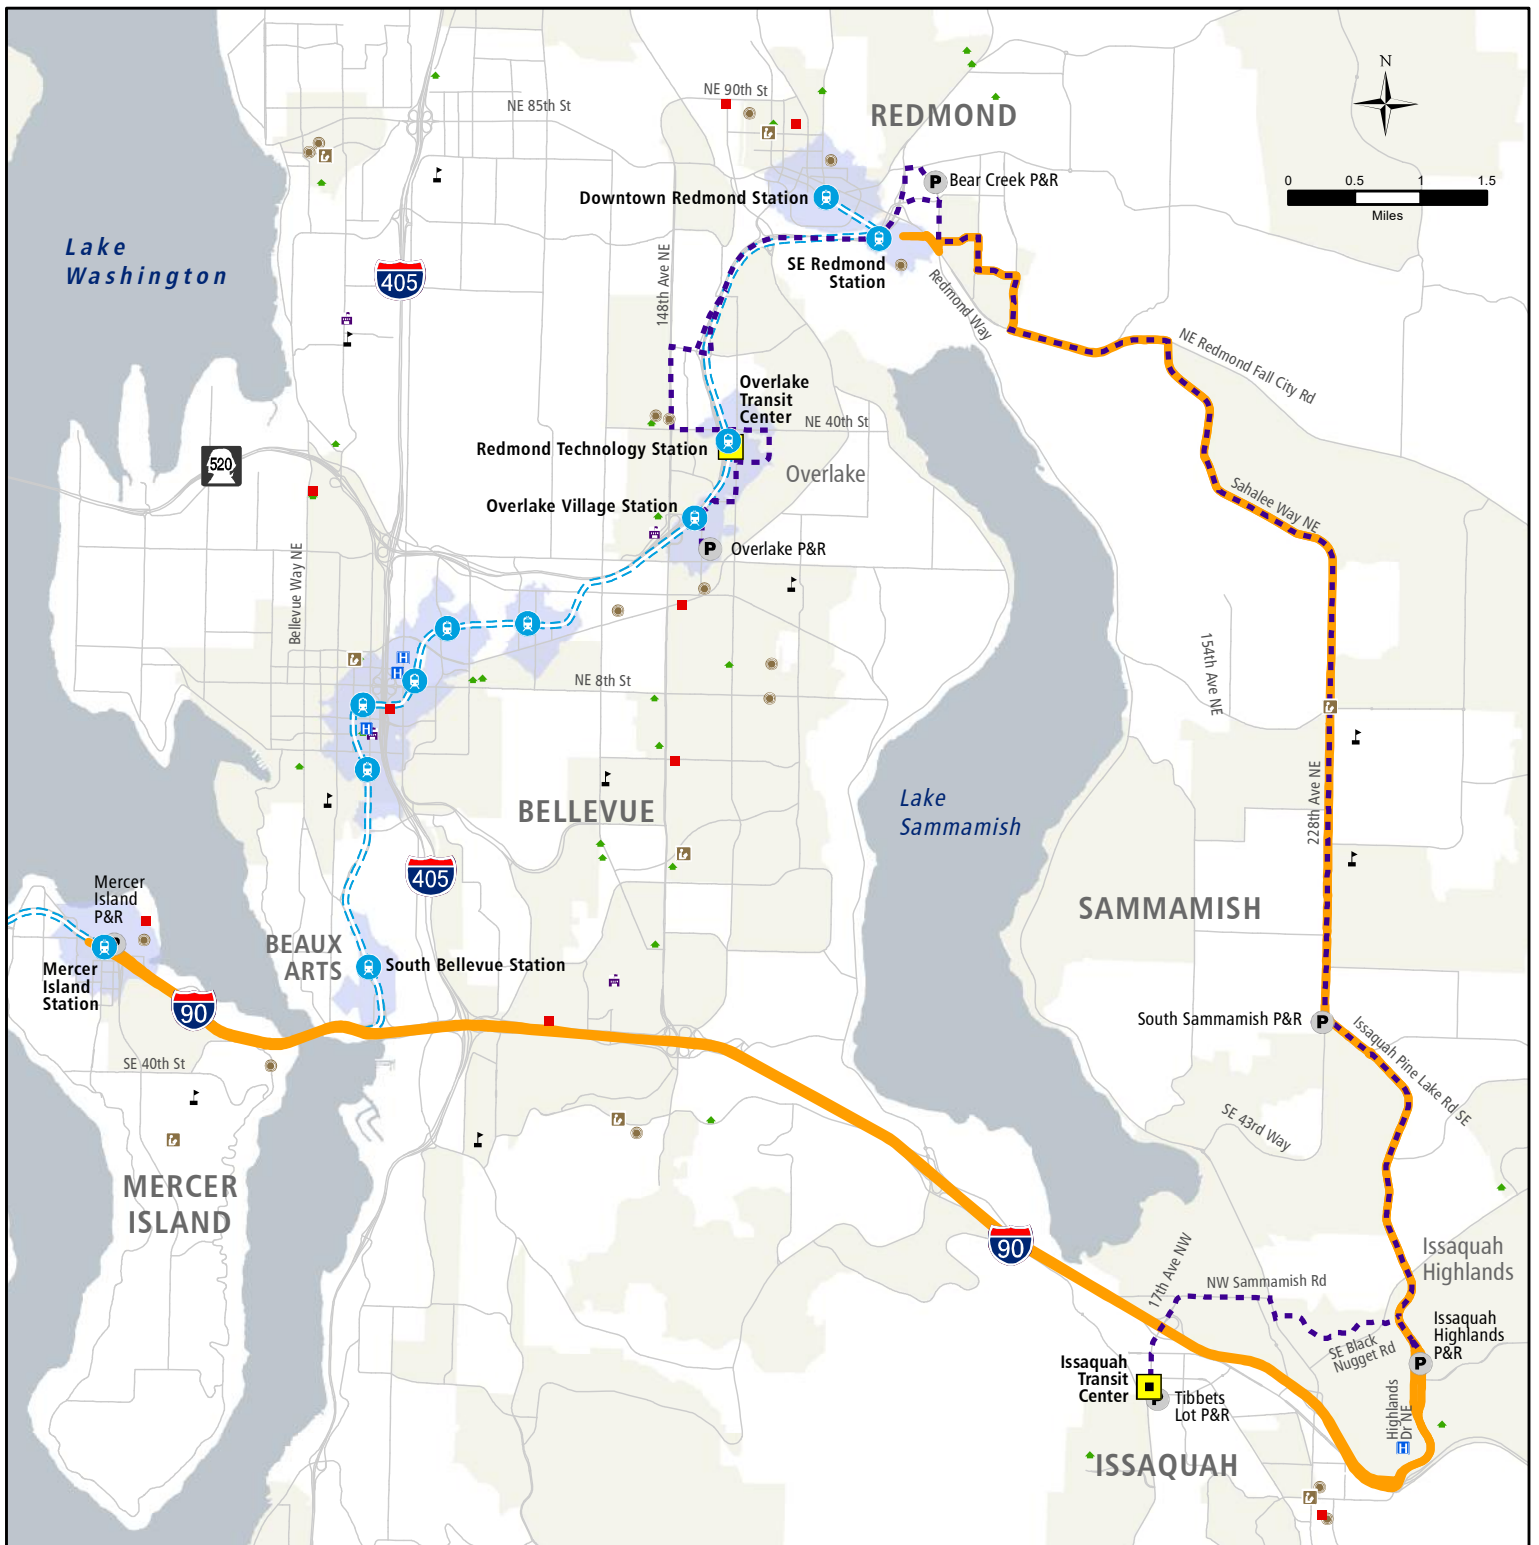 N
NE 90th St
NE 85th St
REDMOND
Bear Creek P&R
0 0.5 1 1.5
Miles
Downtown Redmond Station
Lake
Washington
405
148th Ave NE
SE Redmond
Station
Redmond Way
NE Redmond Fall City Rd
Overlake
Transit
Center
NE 40th St
Redmond Technology Station
520
Overlake
Overlake Village Station
Sahalee Way NE
P
Overlake P&R
Bellevue Way NE
154th Ave NE
H
H
NE 8th St
H
BELLEVUE
Lake
Sammamish
228th Ave NE
405
Mercer
Island
P&R
SAMMAMISH
BEAUX
ARTS
South Bellevue Station
Mercer
Island
Station
90
South Sammamish P&R
P
Issaquah Pine Lake Rd SE
SE 40th St
SE 43rd Way
MERCER
ISLAND
90
17th Ave NW
Issaquah
Highlands
NW Sammamish Rd
Issaquah
Highlands
P&R
SE Black
Nugget Rd
P
Issaquah
Transit
Center
Tibbets
Lot P&R
Highlands
Dr NE
H
ISSAQUAH